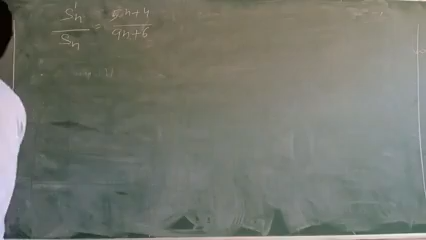 S'n / Sn = 5n+4 / 9n+6